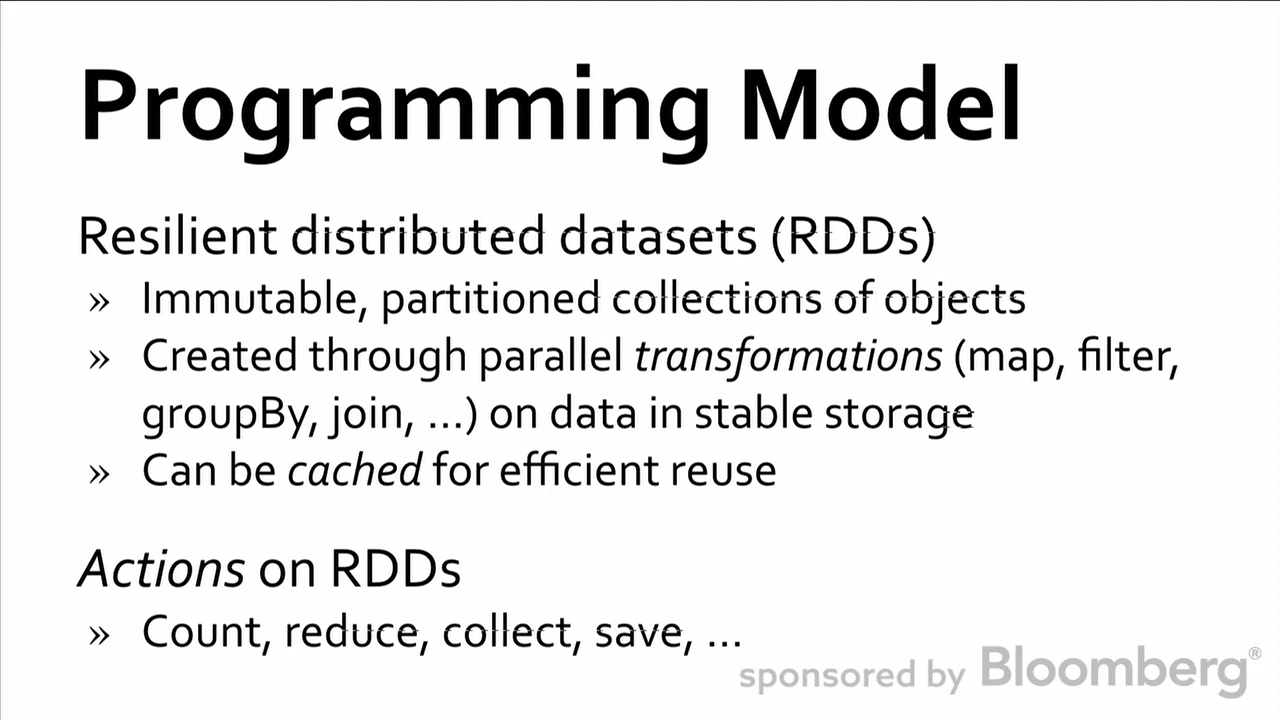 Programming Model
Resilient distributed datasets (RDDs)
» Immutable, partitioned collections of objects
» Created through parallel transformations (map, filter,
groupBy, join, …) on data in stable storage
» Can be cached for efficient reuse
Actions on RDDs
» Count, reduce, collect, save, …
sponsored by Bloomberg®